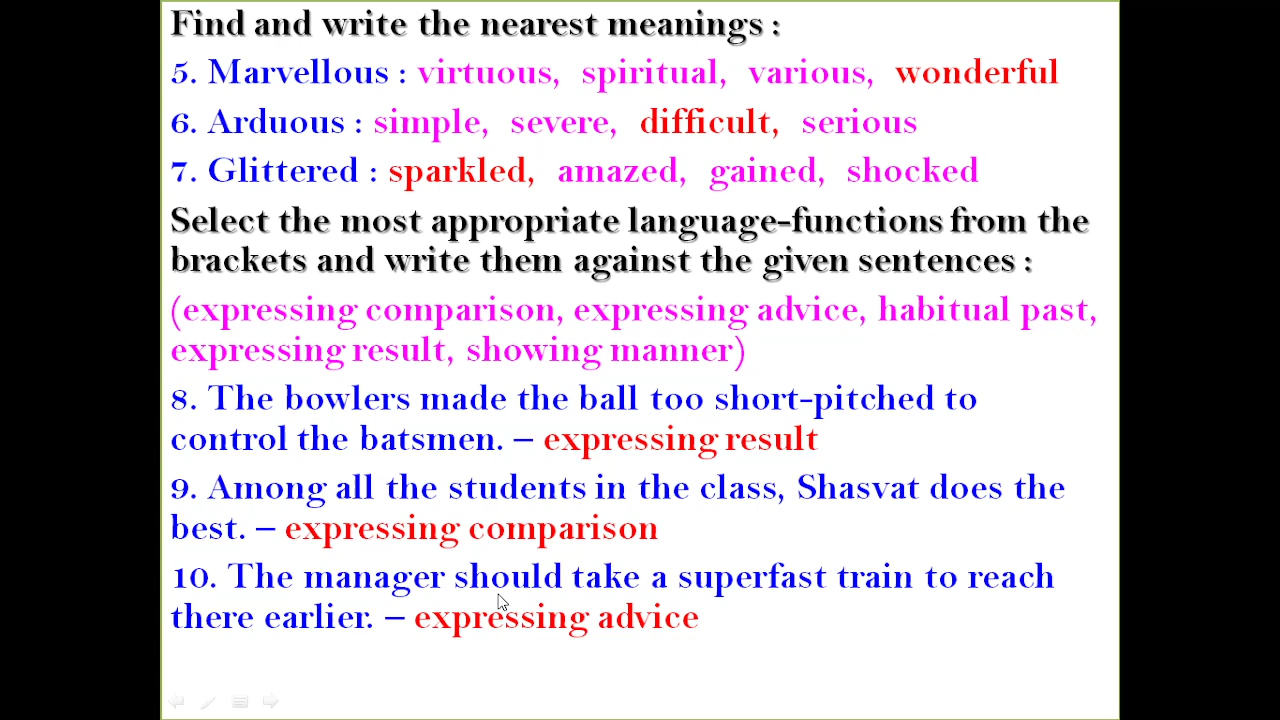 Find and write the nearest meanings :
5. Marvellous : virtuous, spiritual, various, wonderful
6. Arduous : simple, severe, difficult, serious
7. Glittered : sparkled, amazed, gained, shocked
Select the most appropriate language-functions from the
brackets and write them against the given sentences :
(expressing comparison, expressing advice, habitual past,
expressing result, showing manner)
8. The bowlers made the ball too short-pitched to
control the batsmen. – expressing result
9. Among all the students in the class, Shasvat does the
best. – expressing comparison
10. The manager should take a superfast train to reach
there earlier. – expressing advice